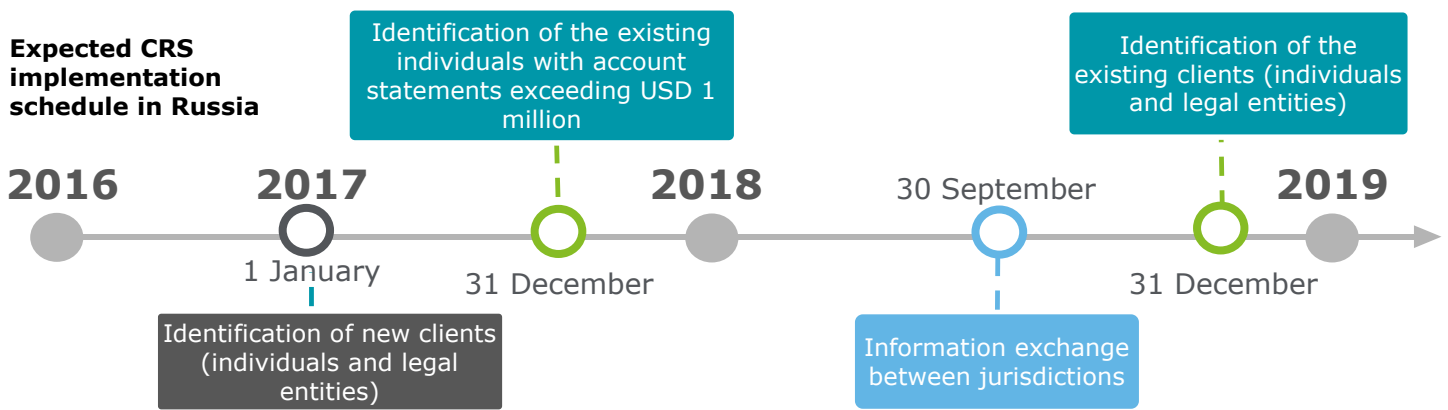 Expected CRS
implementation
schedule in Russia
Identification of the existing
individuals with account
statements exceeding USD 1
million
Identification of the
existing clients (individuals
and legal entities)
2016
2017
2018
30 September
2019
1 January
31 December
31 December
Identification of new clients
(individuals and legal
entities)
Information exchange
between jurisdictions